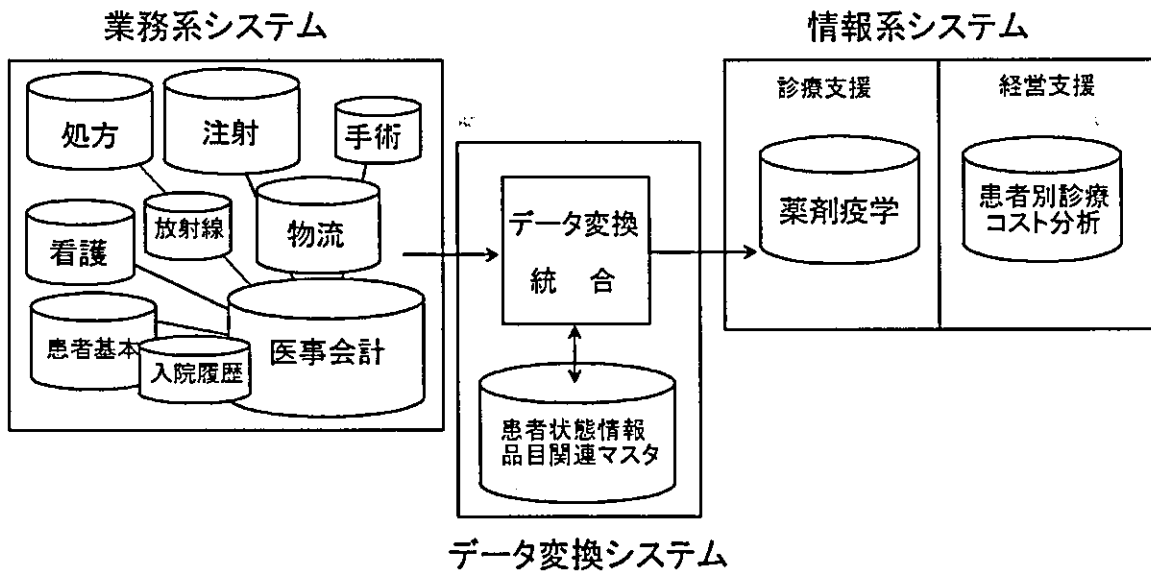 業務系システム
処方
注射
手術
看護
放射線
物流
患者基本
入院履歴
医事会計
データ変換
統 合
患者状態情報
品目関連マスタ
データ変換システム
情報系システム
診療支援
経営支援
薬剤疫学
患者別診療
コスト分析